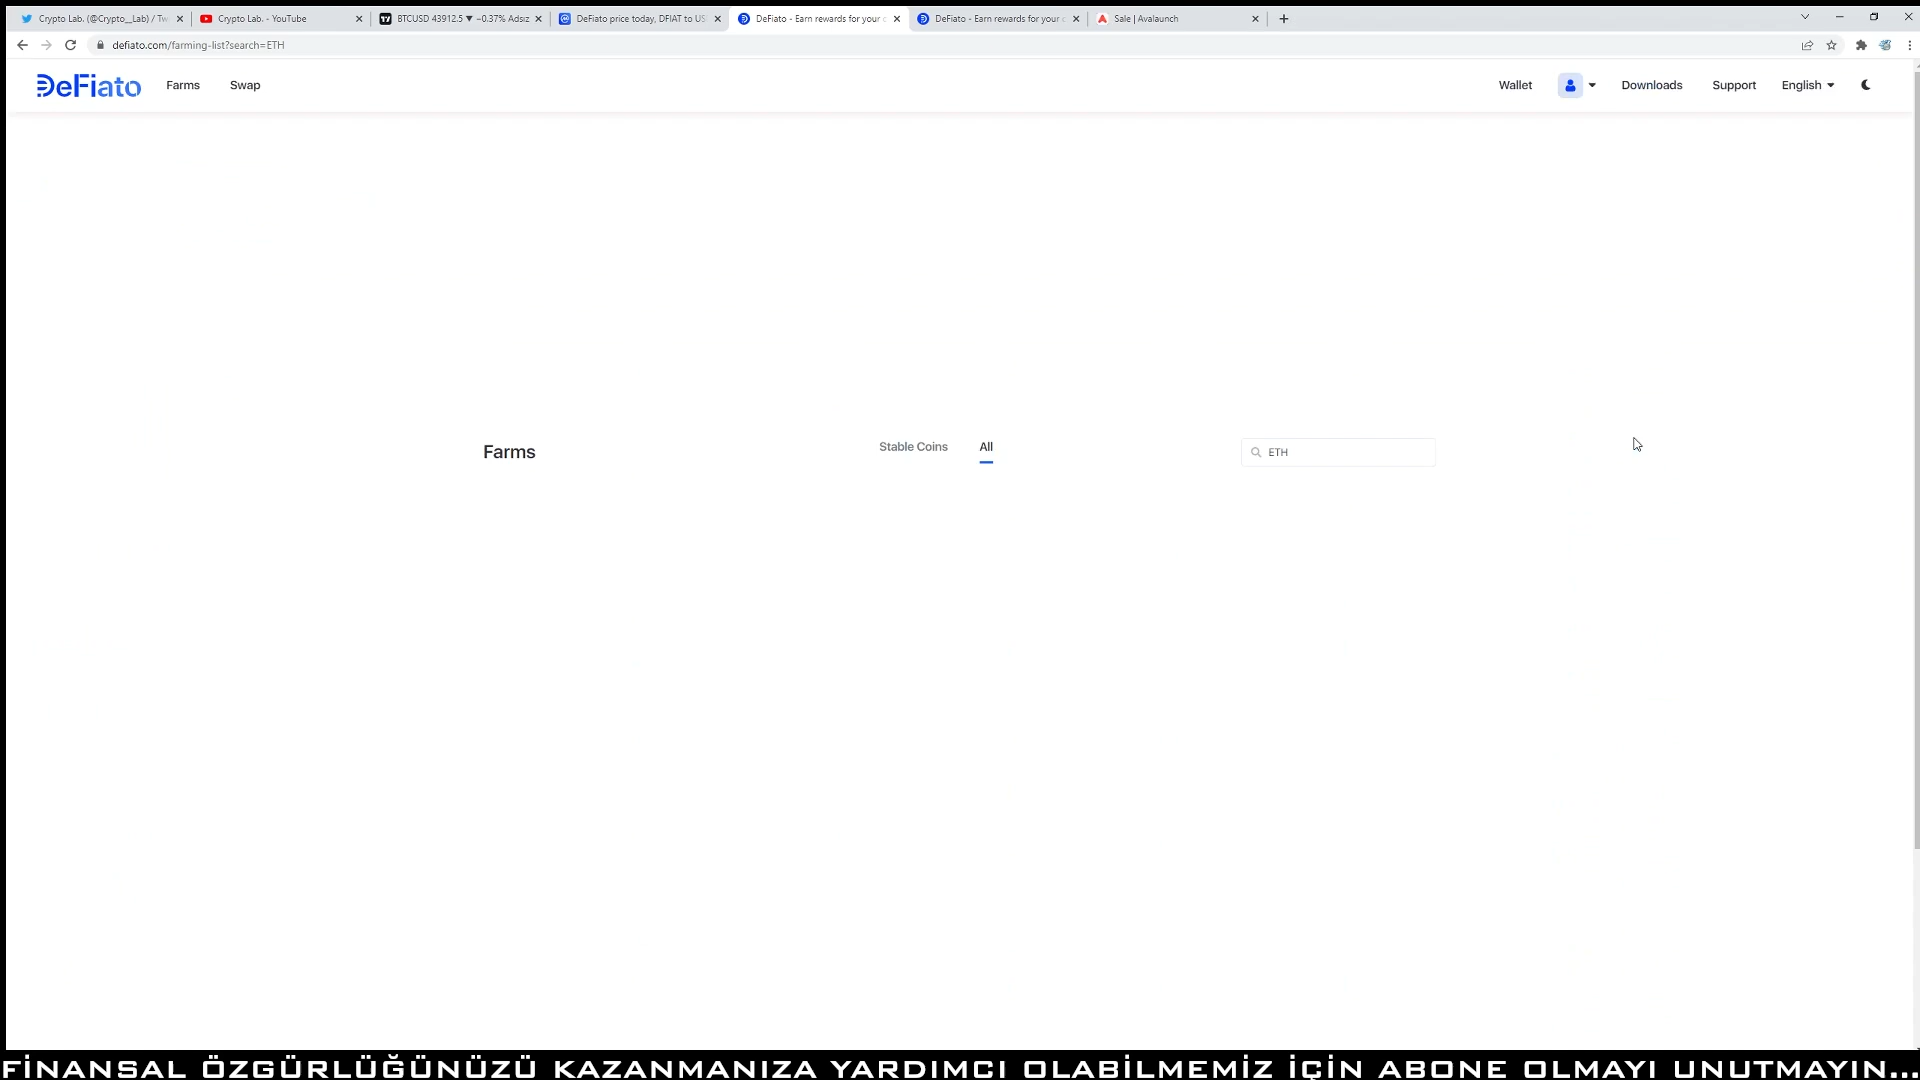 Crypto Lab. (@Crypto__Lab) / Tw
Crypto Lab. - YouTube
BTCUSD 43912.5 ▼ −0.37% Adsız
DeFiato price today, DFIAT to US
DeFiato - Earn rewards for your c
DeFiato - Earn rewards for your c
Sale | Avalaunch
defiato.com/farming-list?search=ETH
DeFiato
Farms
Swap
Wallet
Downloads
Support
English
Farms
Stable Coins
All
ETH
FİNANSAL ÖZGÜRLÜĞÜNÜZÜ KAZANMANIZA YARDIMCI OLABİLMEMİZ İÇİN ABONE OLMAYI UNUTMAYIN...